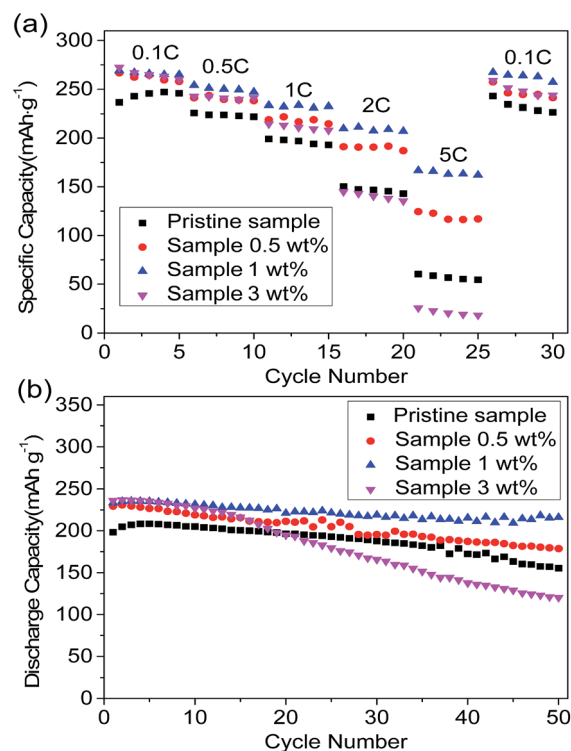 (a)
300
250
200
150
100
50
0
Specific Capacity(mAh·g⁻¹)
0.1C
0.5C
1C
2C
5C
0.1C
Pristine sample
Sample 0.5 wt%
Sample 1 wt%
Sample 3 wt%
0 5 10 15 20 25 30
Cycle Number
(b)
350
300
250
200
150
100
50
0
Discharge Capacity(mAh g⁻¹)
Pristine sample
Sample 0.5 wt%
Sample 1 wt%
Sample 3 wt%
0 10 20 30 40 50
Cycle Number